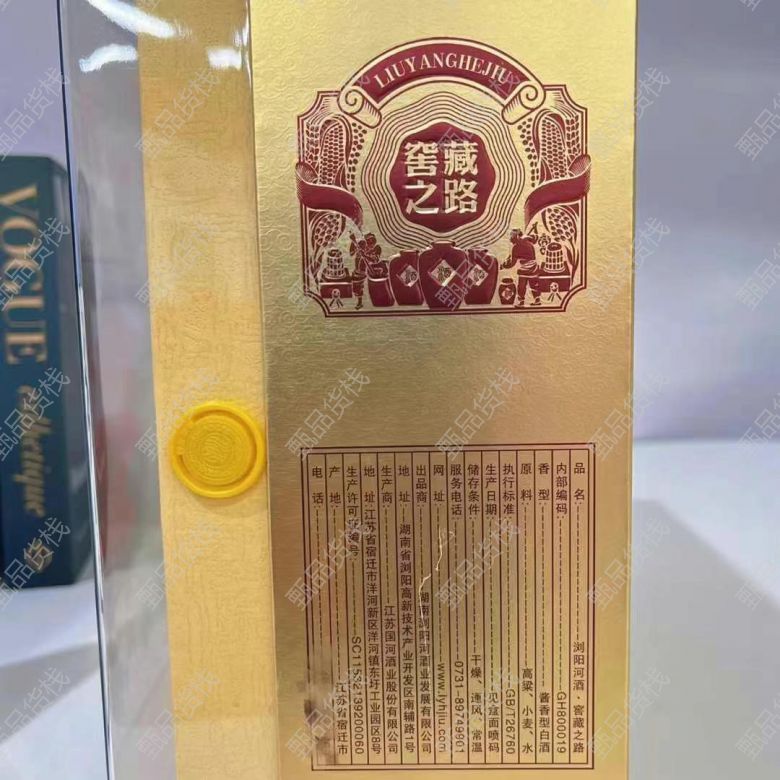 LIUYANGHEJIU
窖藏
之路
酒
酒
酒
VOGUE
品名:浏阳河酒·窖藏之路
内部编码:GH800019
香型:酱香型白酒
原料:高粱、小麦、水
执行标准:GB/T26760
生产日期:见盒面喷码
储存条件:干燥、通风、常温
服务电话:0731-89749901
网址:www.lyhjiu.com
出品商:湖南浏阳河酒业发展有限公司
地址:湖南省浏阳高新技术产业开发区南辅路1号
生产商:江苏国河酒业股份有限公司
地址:江苏省宿迁市洋河新区洋河镇东圩工业园区8号
生产许可证编号:SC11532139200060
产地:江苏省宿迁市
电话:
甄品货栈